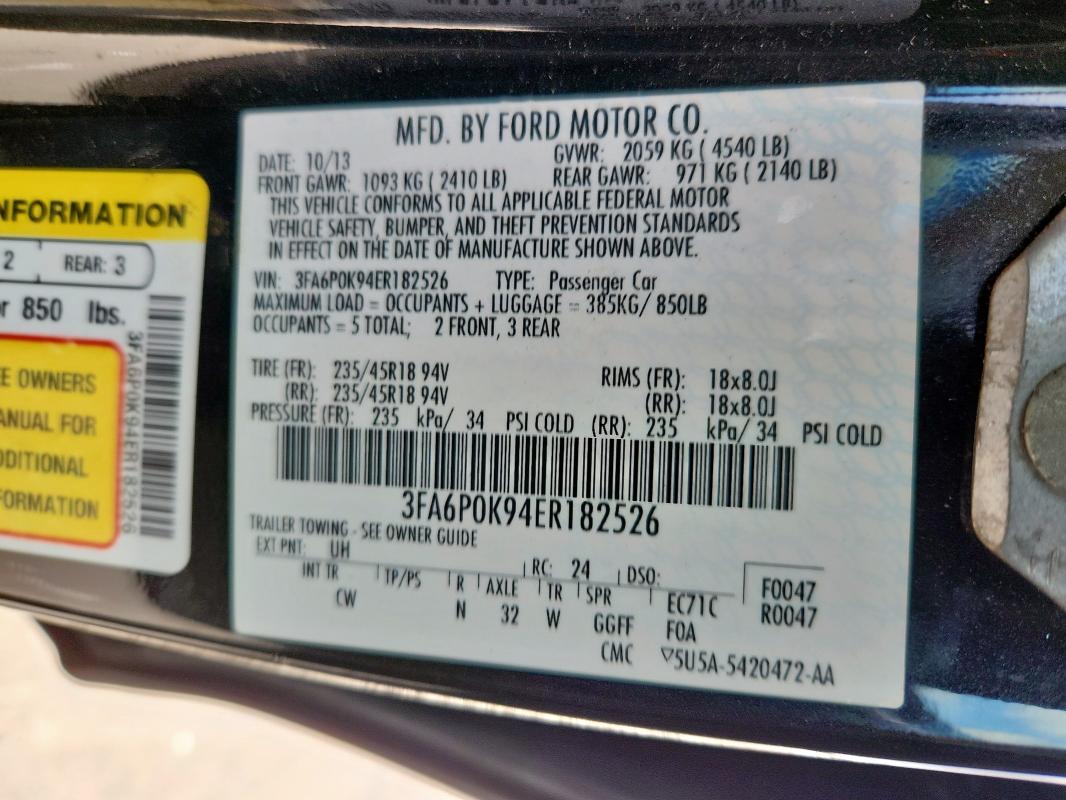 MFD. BY FORD MOTOR CO.
DATE: 10/13 GVWR: 2059 KG ( 4540 LB)
FRONT GAWR: 1093 KG ( 2410 LB) REAR GAWR: 971 KG ( 2140 LB)
THIS VEHICLE CONFORMS TO ALL APPLICABLE FEDERAL MOTOR
VEHICLE SAFETY, BUMPER, AND THEFT PREVENTION STANDARDS
IN EFFECT ON THE DATE OF MANUFACTURE SHOWN ABOVE.
VIN: 3FA6P0K94ER182526 TYPE: Passenger Car
MAXIMUM LOAD = OCCUPANTS + LUGGAGE = 385KG/ 850LB
OCCUPANTS = 5 TOTAL; 2 FRONT, 3 REAR
TIRE (FR): 235/45R18 94V RIMS (FR): 18x8.0J
(RR): 235/45R18 94V (RR): 18x8.0J
PRESSURE (FR): 235 kPa/ 34 PSI COLD (RR): 235 kPa/ 34 PSI COLD
3FA6P0K94ER182526
TRAILER TOWING - SEE OWNER GUIDE
EXT PNT: UH RC: 24 DSO:
INT TR TP/PS R AXLE TR SPR EC71C F0047
CW N 32 W GGFF F0A R0047
CMC ▽5U5A-5420472-AA
NFORMATION
2 REAR: 3
850 lbs.
OWNERS
FOR
3FA6P0K94ER182526